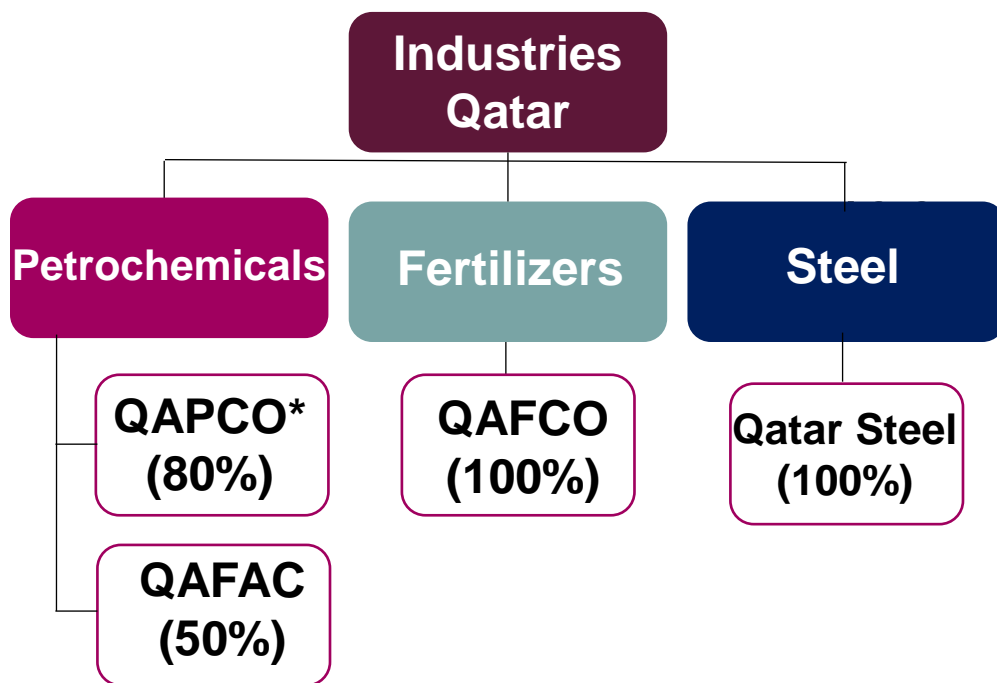 Industries
Qatar
Petrochemicals
Fertilizers
Steel
QAPCO*
(80%)
QAFCO
(100%)
Qatar Steel
(100%)
QAFAC
(50%)